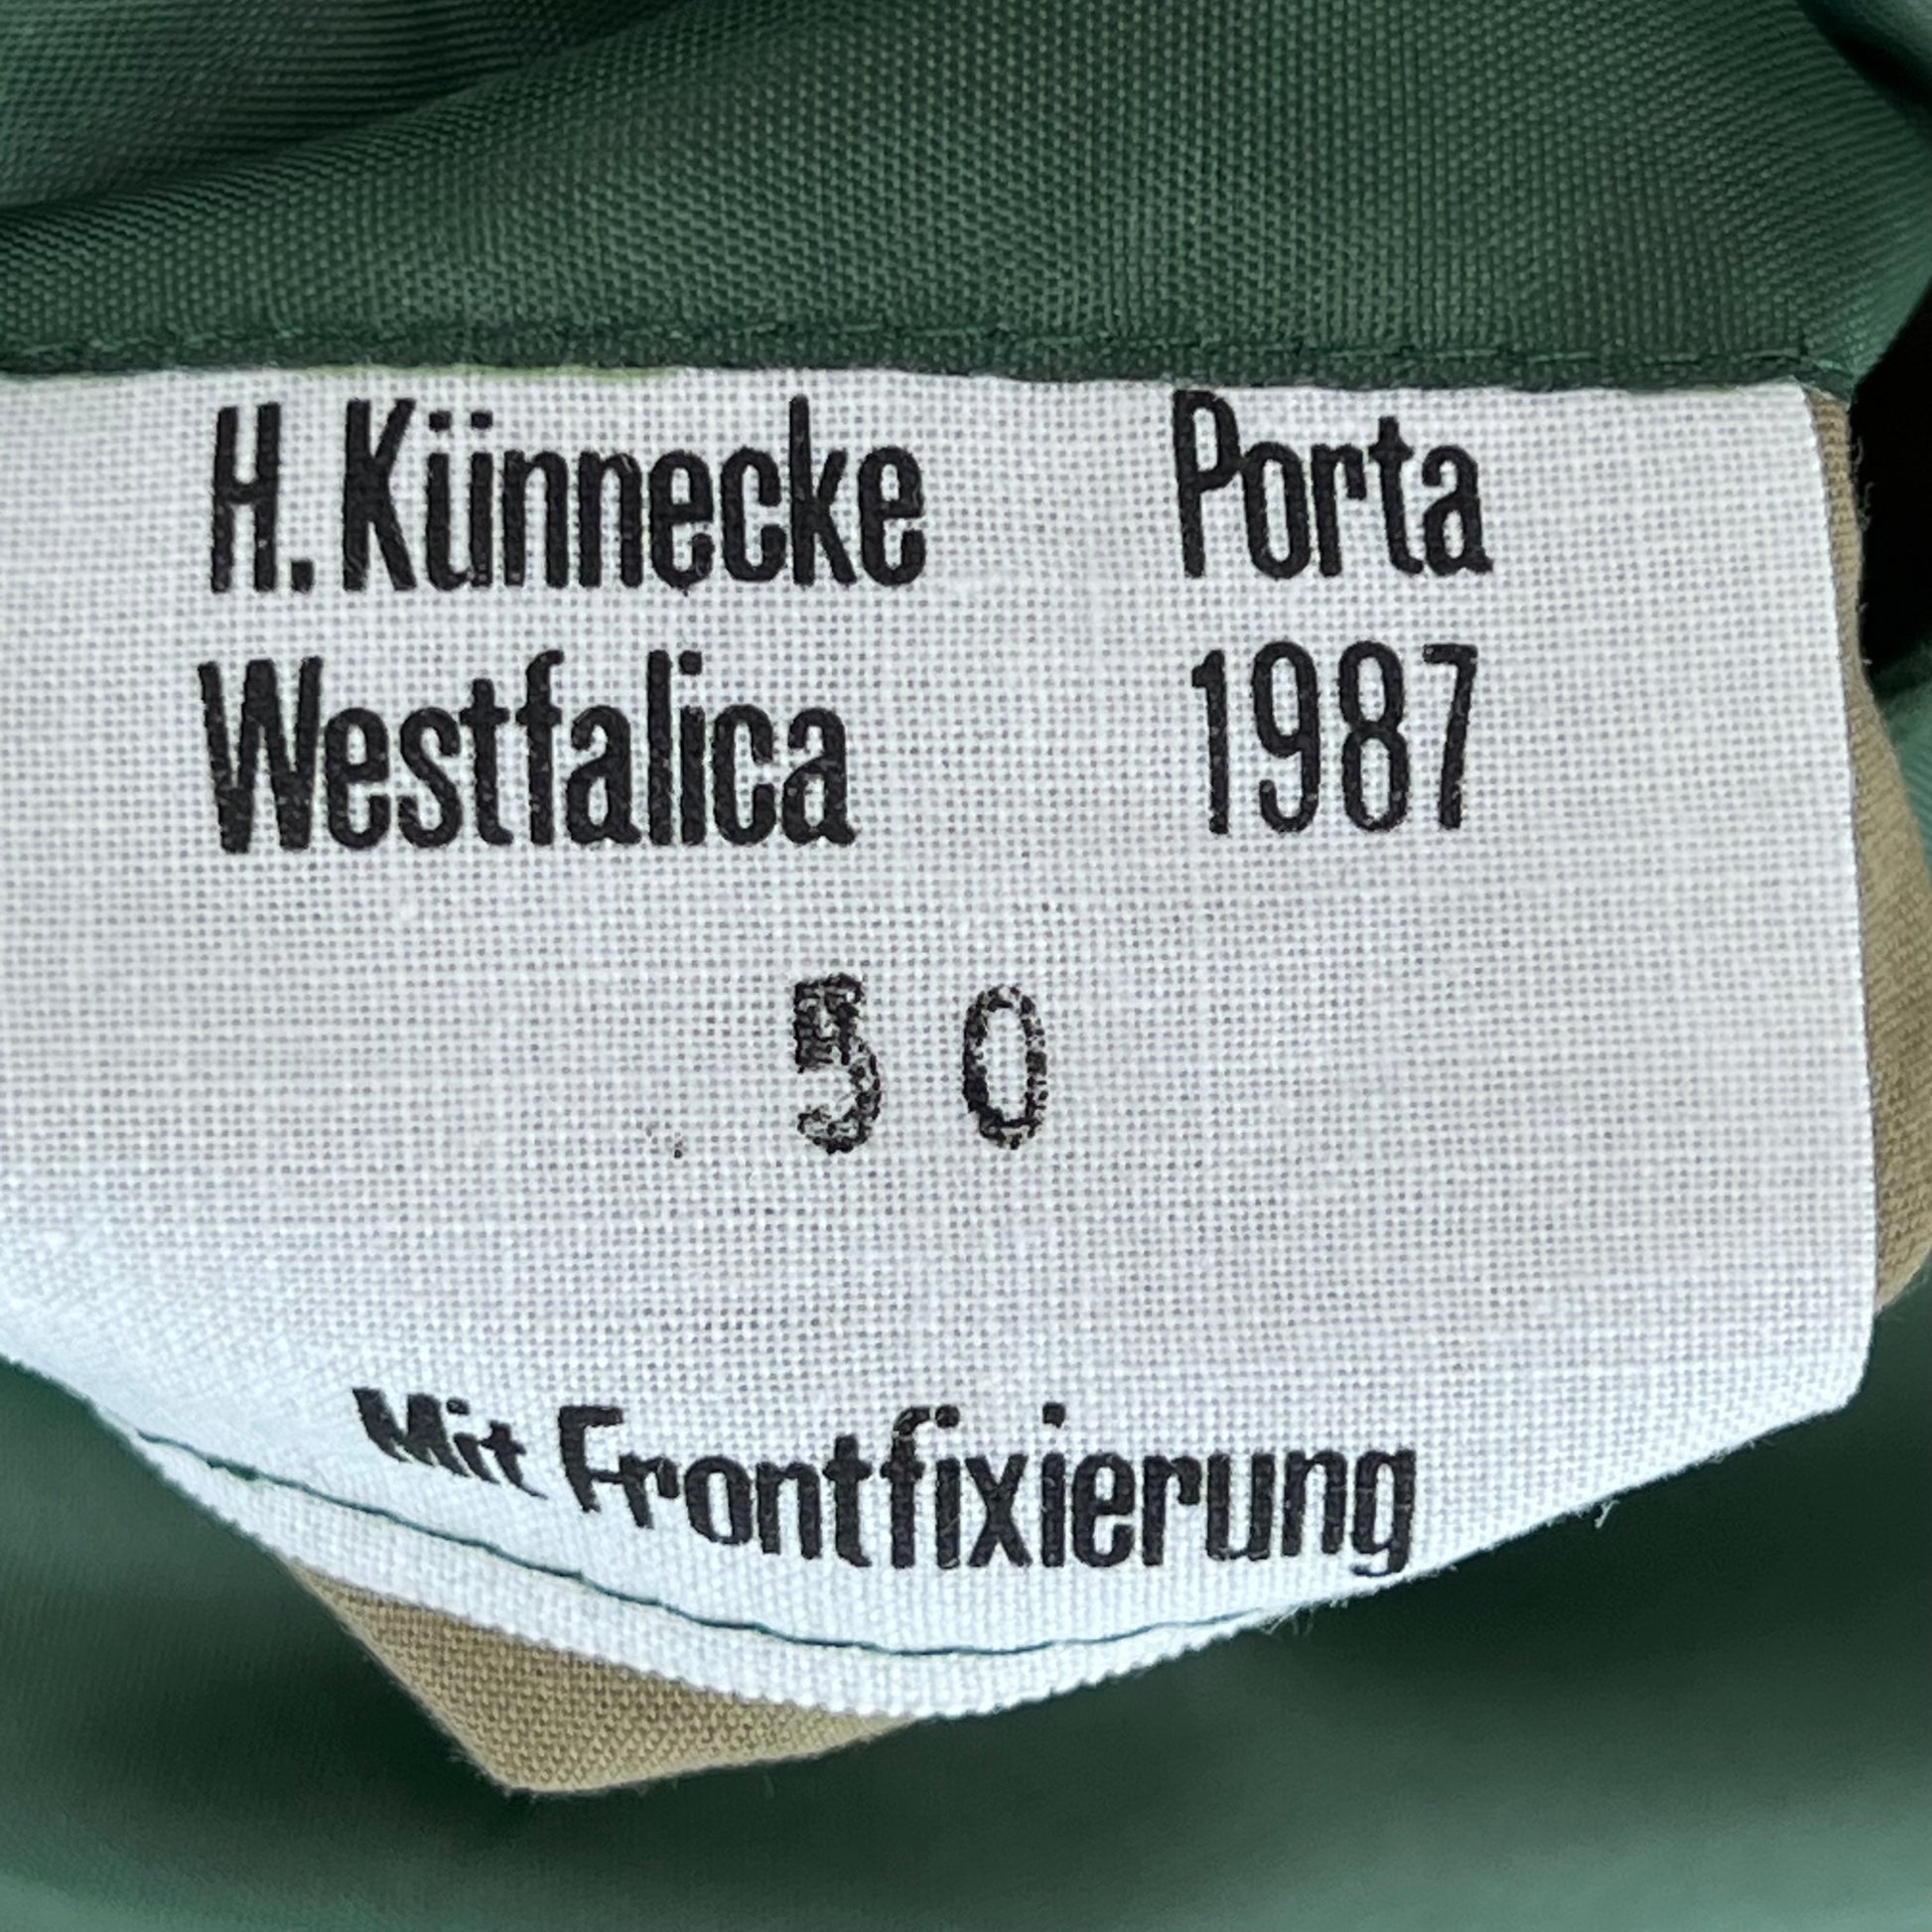 H. Künnecke Porta
Westfalica 1987
50
Mit Frontfixierung